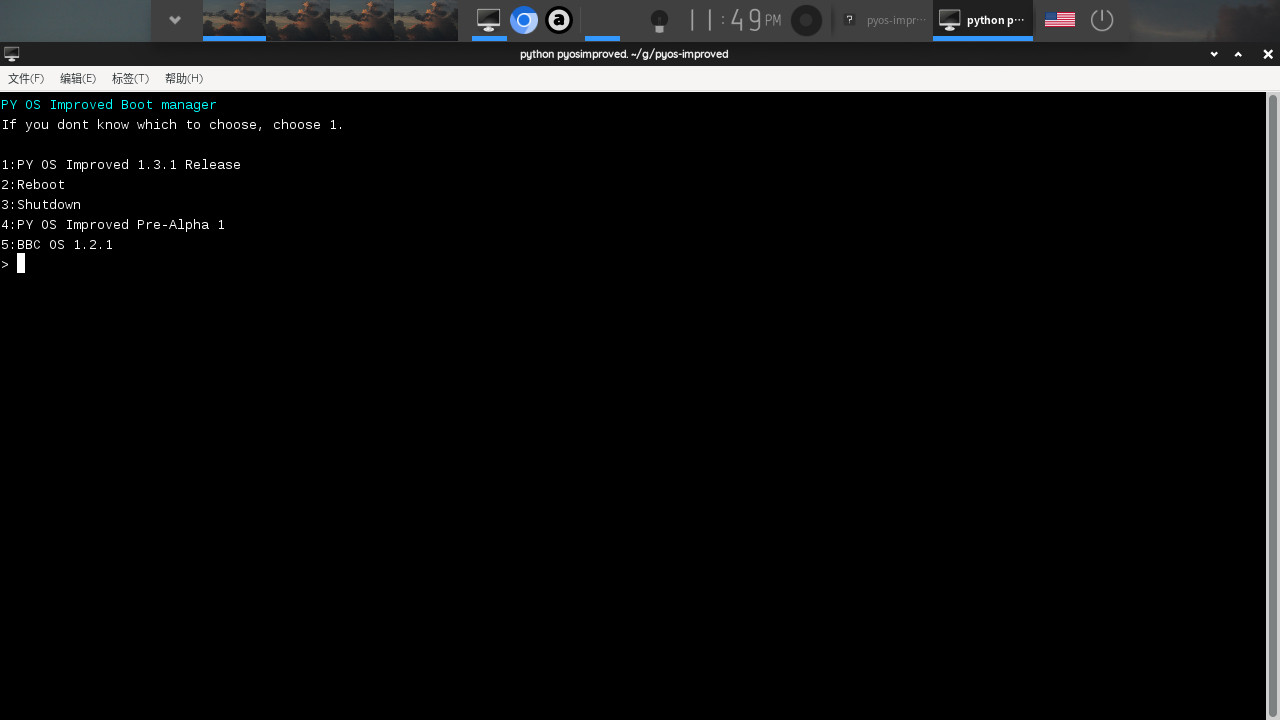 11:49 PM
pyos-impr···
python p···
python pyosimproved. ~/g/pyos-improved
文件(F) 编辑(E) 标签(T) 帮助(H)
PY OS Improved Boot manager
If you dont know which to choose, choose 1.
1:PY OS Improved 1.3.1 Release
2:Reboot
3:Shutdown
4:PY OS Improved Pre-Alpha 1
5:BBC OS 1.2.1
>